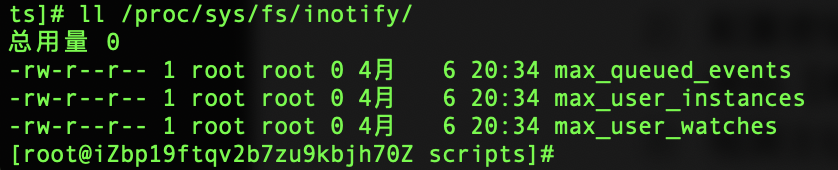 ts]# ll /proc/sys/fs/inotify/
总用量 0
-rw-r--r-- 1 root root 0 4月   6 20:34 max_queued_events
-rw-r--r-- 1 root root 0 4月   6 20:34 max_user_instances
-rw-r--r-- 1 root root 0 4月   6 20:34 max_user_watches
[root@iZbp19ftqv2b7zu9kbjh70Z scripts]#